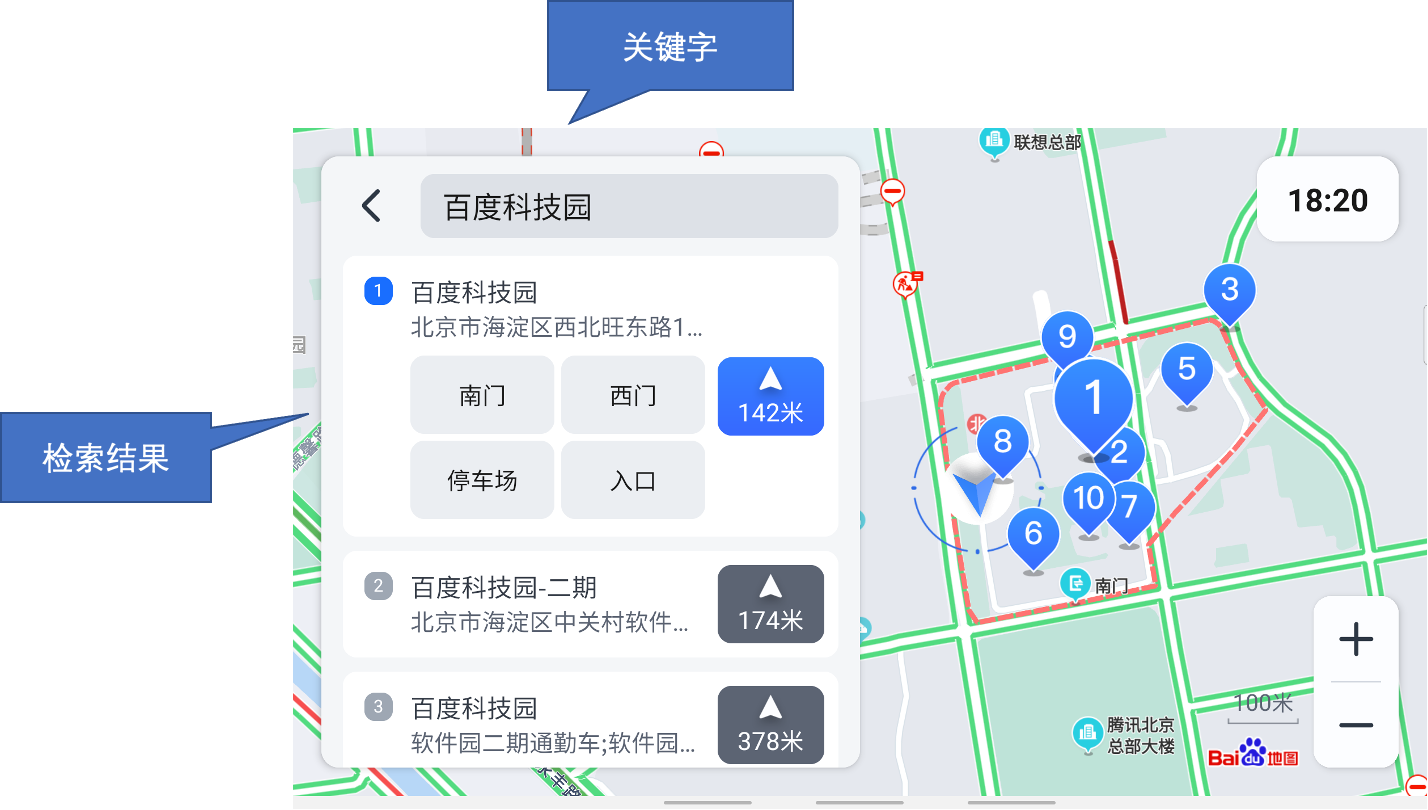 关键字
检索结果
百度科技园
1
百度科技园
北京市海淀区西北旺东路1...
南门
西门
142米
停车场
入口
2
百度科技园-二期
北京市海淀区中关村软件...
174米
3
百度科技园
软件园二期通勤车;软件园...
378米
联想总部
18:20
3
9
5
1
北
8
2
10
7
6
南门
100米
腾讯北京
总部大楼
Bai du 地图
园